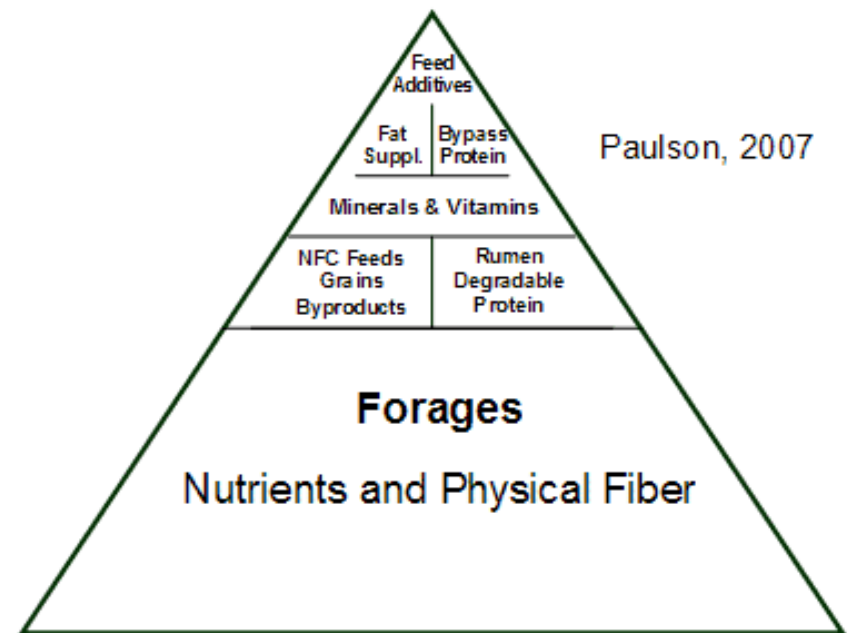 Feed
Additives
Fat
Suppl.
Bypass
Protein
Paulson, 2007
Minerals & Vitamins
NFC Feeds
Grains
Byproducts
Rumen
Degradable
Protein
Forages
Nutrients and Physical Fiber